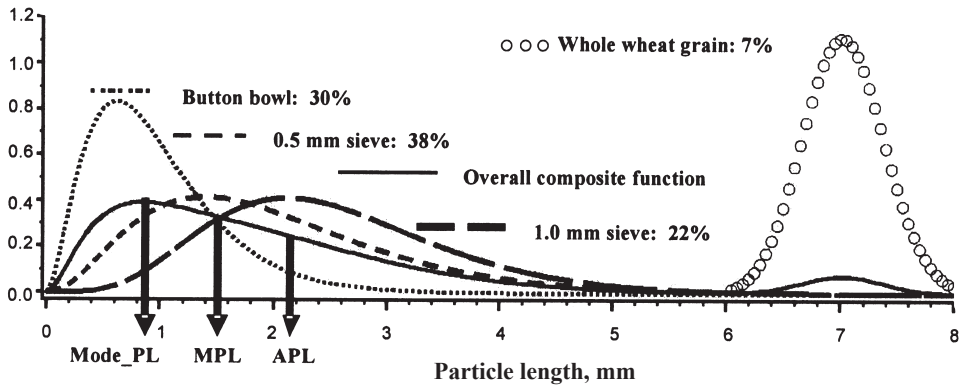 1.2
Whole wheat grain: 7%
1.0
Button bowl: 30%
0.8
0.5 mm sieve: 38%
0.6
Overall composite function
0.4
1.0 mm sieve: 22%
0.2
0.0
0 1 2 3 4 5 6 7 8
Mode_PL MPL APL
Particle length, mm